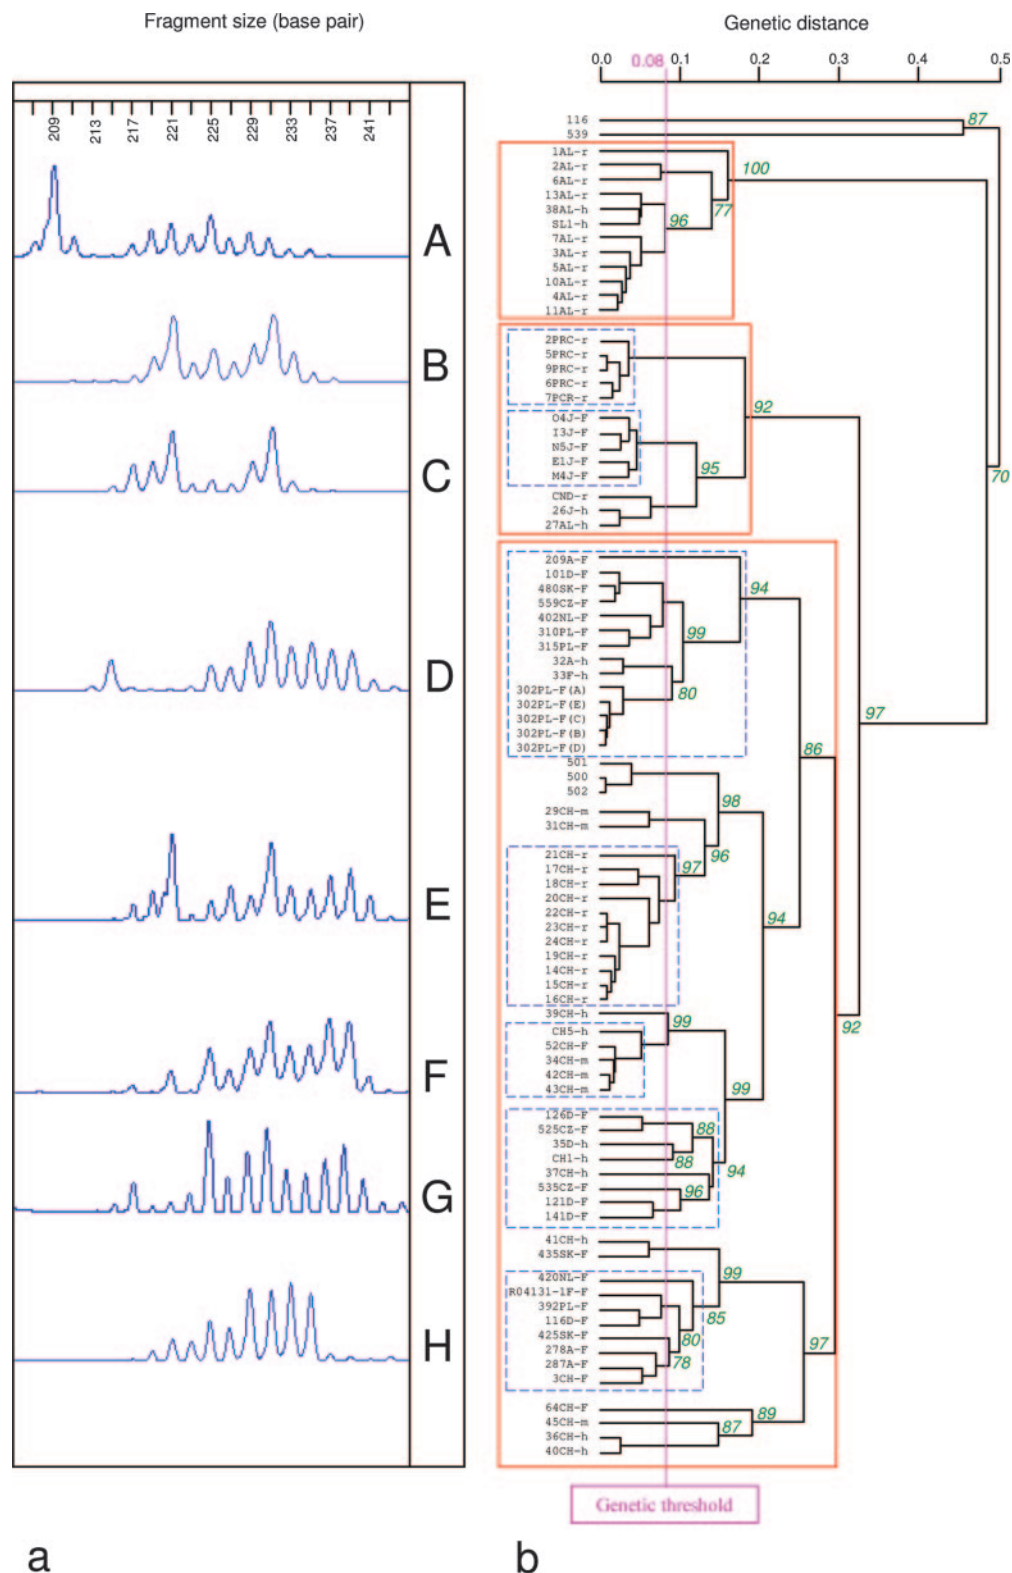 Fragment size (base pair)
Genetic distance
0.0 0.08 0.1 0.2 0.3 0.4 0.5
209 213 217 221 225 229 233 237 241
A
B
C
D
E
F
G
H
116
539
1AL-r
2AL-r
6AL-r
13AL-r
38AL-h
SL1-h
7AL-r
3AL-r
5AL-r
10AL-r
4AL-r
11AL-r
2PRC-r
5PRC-r
9PRC-r
6PRC-r
7PCR-r
O4J-F
I3J-F
N5J-F
E1J-F
M4J-F
CND-r
26J-h
27AL-h
209A-F
101D-F
480SK-F
559CZ-F
402NL-F
310PL-F
315PL-F
32A-h
33F-h
302PL-F(A)
302PL-F(E)
302PL-F(C)
302PL-F(B)
302PL-F(D)
501
500
502
29CH-m
31CH-m
21CH-r
17CH-r
18CH-r
20CH-r
22CH-r
23CH-r
24CH-r
19CH-r
14CH-r
15CH-r
16CH-r
39CH-h
CH5-h
52CH-F
34CH-m
42CH-m
43CH-m
126D-F
525CZ-F
35D-h
CH1-h
37CH-h
535CZ-F
121D-F
141D-F
41CH-h
435SK-F
420NL-F
R04131-1F-F
392PL-F
116D-F
425SK-F
278A-F
287A-F
3CH-F
64CH-F
45CH-m
36CH-h
40CH-h
87
100
77
96
92
95
70
94
99
80
97
86
98
96
97
94
92
99
99
88
88
94
96
99
85
80
78
97
89
87
Genetic threshold
a
b